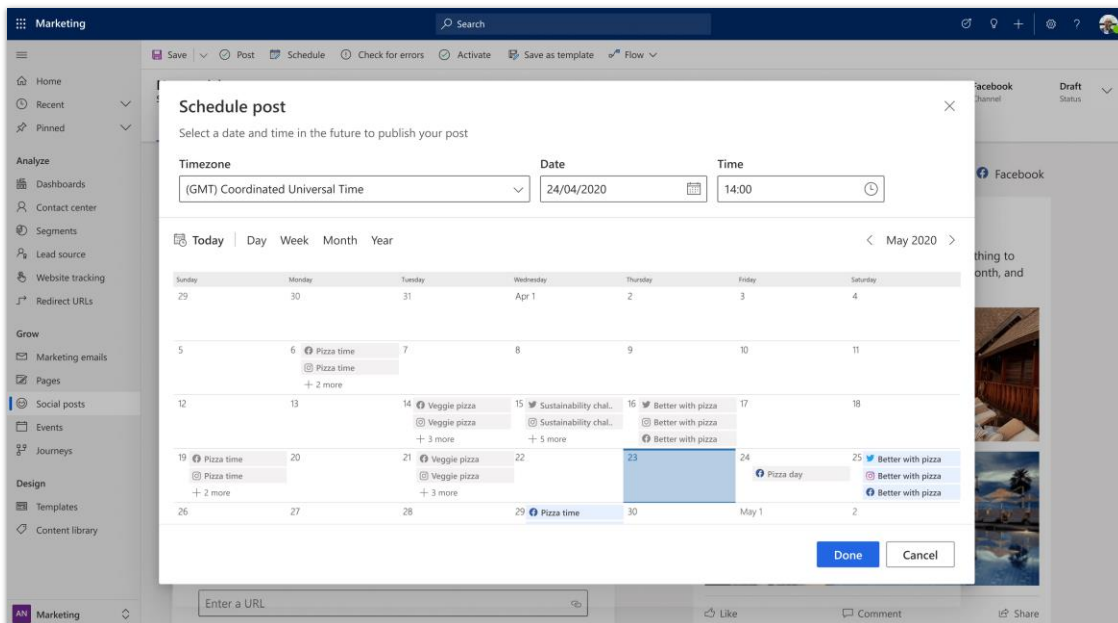 Marketing
Search
Save
Post
Schedule
Check for errors
Activate
Save as template
Flow
Home
Recent
Pinned
Analyze
Dashboards
Contact center
Segments
Lead source
Website tracking
Redirect URLs
Grow
Marketing emails
Pages
Social posts
Events
Journeys
Design
Templates
Content library
AN Marketing
acebook
Channel
Draft
Status
Facebook
thing to
onth, and
Schedule post
Select a date and time in the future to publish your post
Timezone
Date
Time
(GMT) Coordinated Universal Time
24/04/2020
14:00
Today
Day Week Month Year
May 2020
Sunday Monday Tuesday Wednesday Thursday Friday Saturday
29 30 31 Apr 1 2 3 4
5 6 7 8 9 10 11
Pizza time
Pizza time
+ 2 more
12 13 14 15 16 17 18
Veggie pizza Sustainability chal.. Better with pizza
Veggie pizza Sustainability chal.. Better with pizza
+ 3 more + 5 more Better with pizza
19 20 21 22 23 24 25
Pizza time Veggie pizza Pizza day Better with pizza
Pizza time Veggie pizza Better with pizza
+ 2 more + 3 more Better with pizza
26 27 28 29 30 May 1 2
Pizza time
Done
Cancel
Enter a URL
Like
Comment
Share